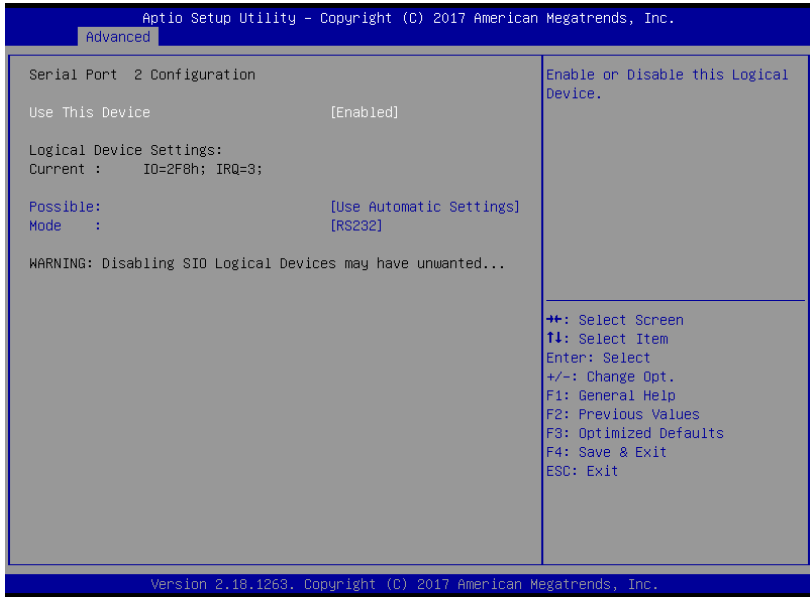 Aptio Setup Utility – Copyright (C) 2017 American Megatrends, Inc.
Advanced
Serial Port 2 Configuration
Use This Device [Enabled]
Logical Device Settings:
Current : IO=2F8h; IRQ=3;
Possible: [Use Automatic Settings]
Mode : [RS232]
WARNING: Disabling SIO Logical Devices may have unwanted...
Enable or Disable this Logical
Device.
→←: Select Screen
↑↓: Select Item
Enter: Select
+/-: Change Opt.
F1: General Help
F2: Previous Values
F3: Optimized Defaults
F4: Save & Exit
ESC: Exit
Version 2.18.1263. Copyright (C) 2017 American Megatrends, Inc.